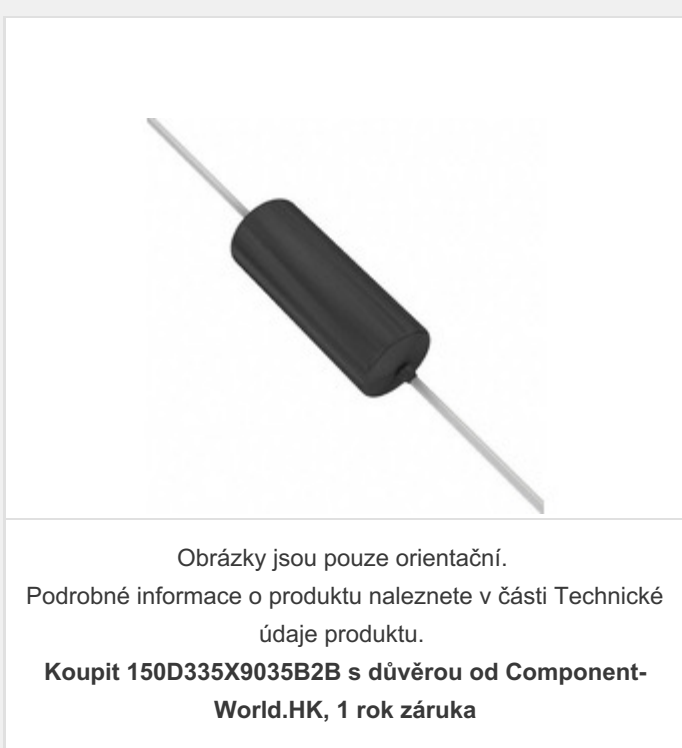 Obrázky jsou pouze orientační.
Podrobné informace o produktu naleznete v části Technické
údaje produktu.
Koupit 150D335X9035B2B s důvěrou od Component-
World.HK, 1 rok záruka